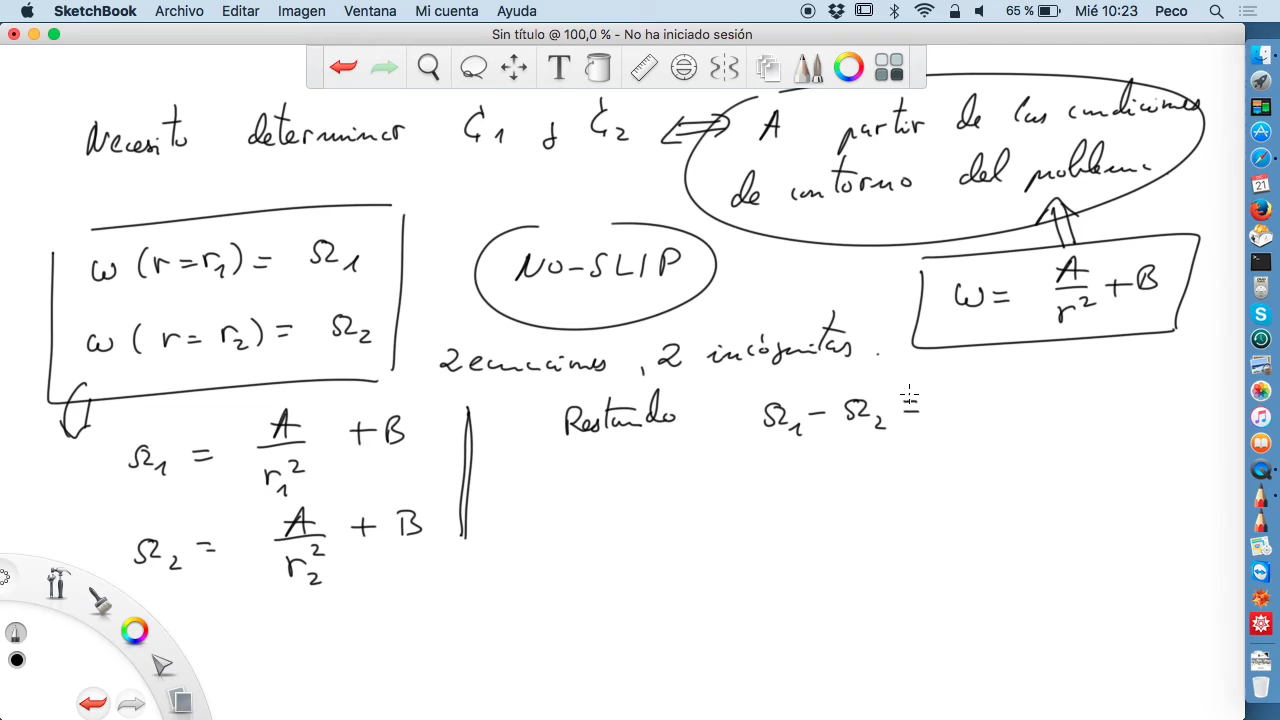 SketchBook Archivo Editar Imagen Ventana Mi cuenta Ayuda 65 % Mié 10:23 Peco
Sin título @ 100,0 % - No ha iniciado sesión
Necesito determinar C1 y C2 ⟺ A partir de las condiciones
de contorno del problema
ω (r=r₁) = Ω₁
ω (r=r₂) = Ω₂
NO-SLIP
ω = A/r² + B
2 ecuaciones, 2 incógnitas.
Ω₁ = A/r₁² + B
Ω₂ = A/r₂² + B
Restando Ω₁ - Ω₂ =